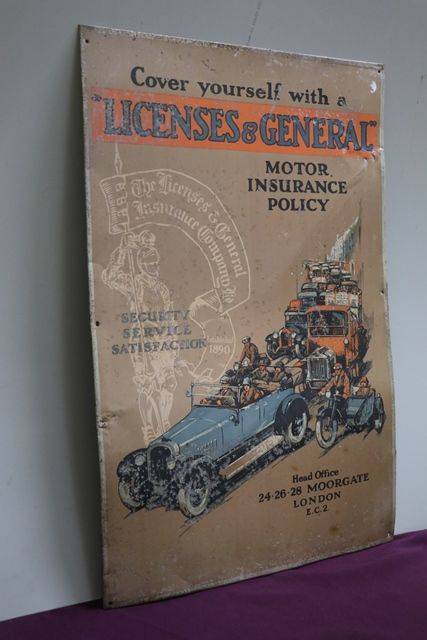 Cover yourself with a
"LICENSES & GENERAL"
MOTOR
INSURANCE
POLICY
The Licenses & General
Insurance Company Ltd
SECURITY
SERVICE
SATISFACTION
1890
Head Office
24·26·28 MOORGATE
LONDON
E.C.2